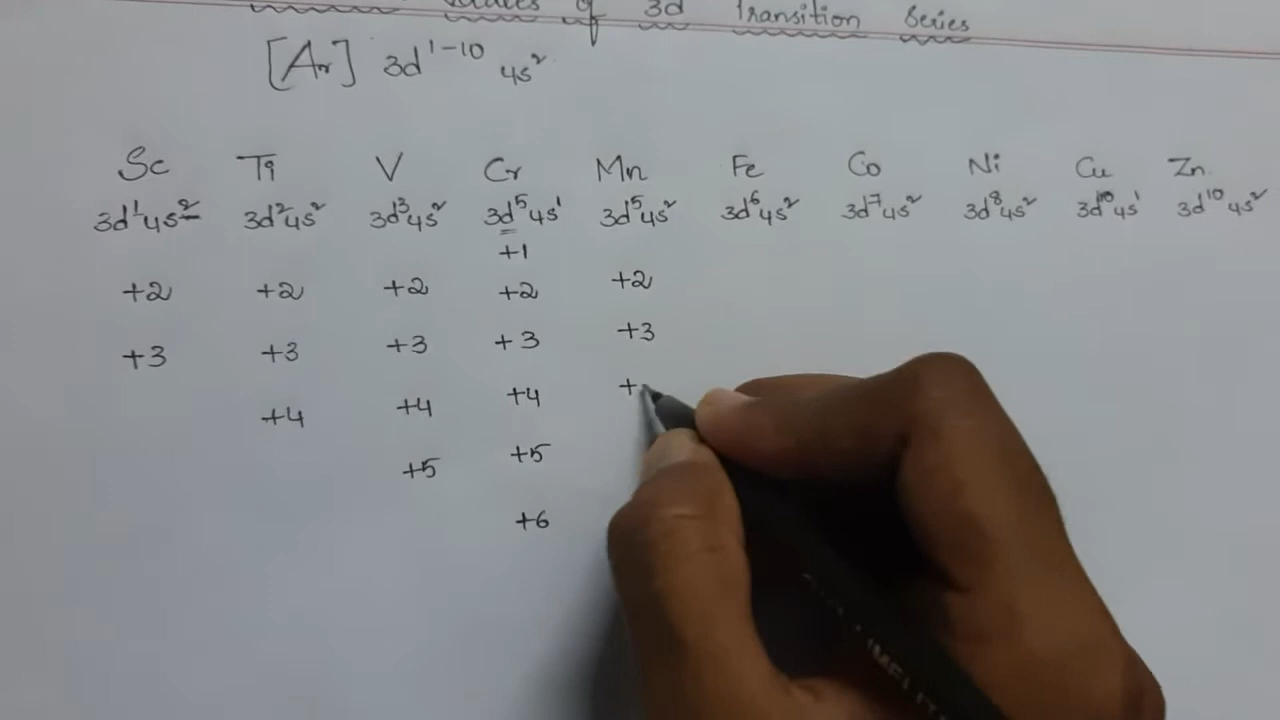 of 3d Transition Series
[Ar] 3d¹⁻¹⁰ 4s²
Sc Ti V Cr Mn Fe Co Ni Cu Zn
3d¹4s² 3d²4s² 3d³4s² 3d⁵4s¹ 3d⁵4s² 3d⁶4s² 3d⁷4s² 3d⁸4s² 3d¹⁰4s¹ 3d¹⁰4s²
+1
+2 +2 +2 +2 +2
+3 +3 +3 +3 +3
+4 +4 +4 +
+5 +5
+6